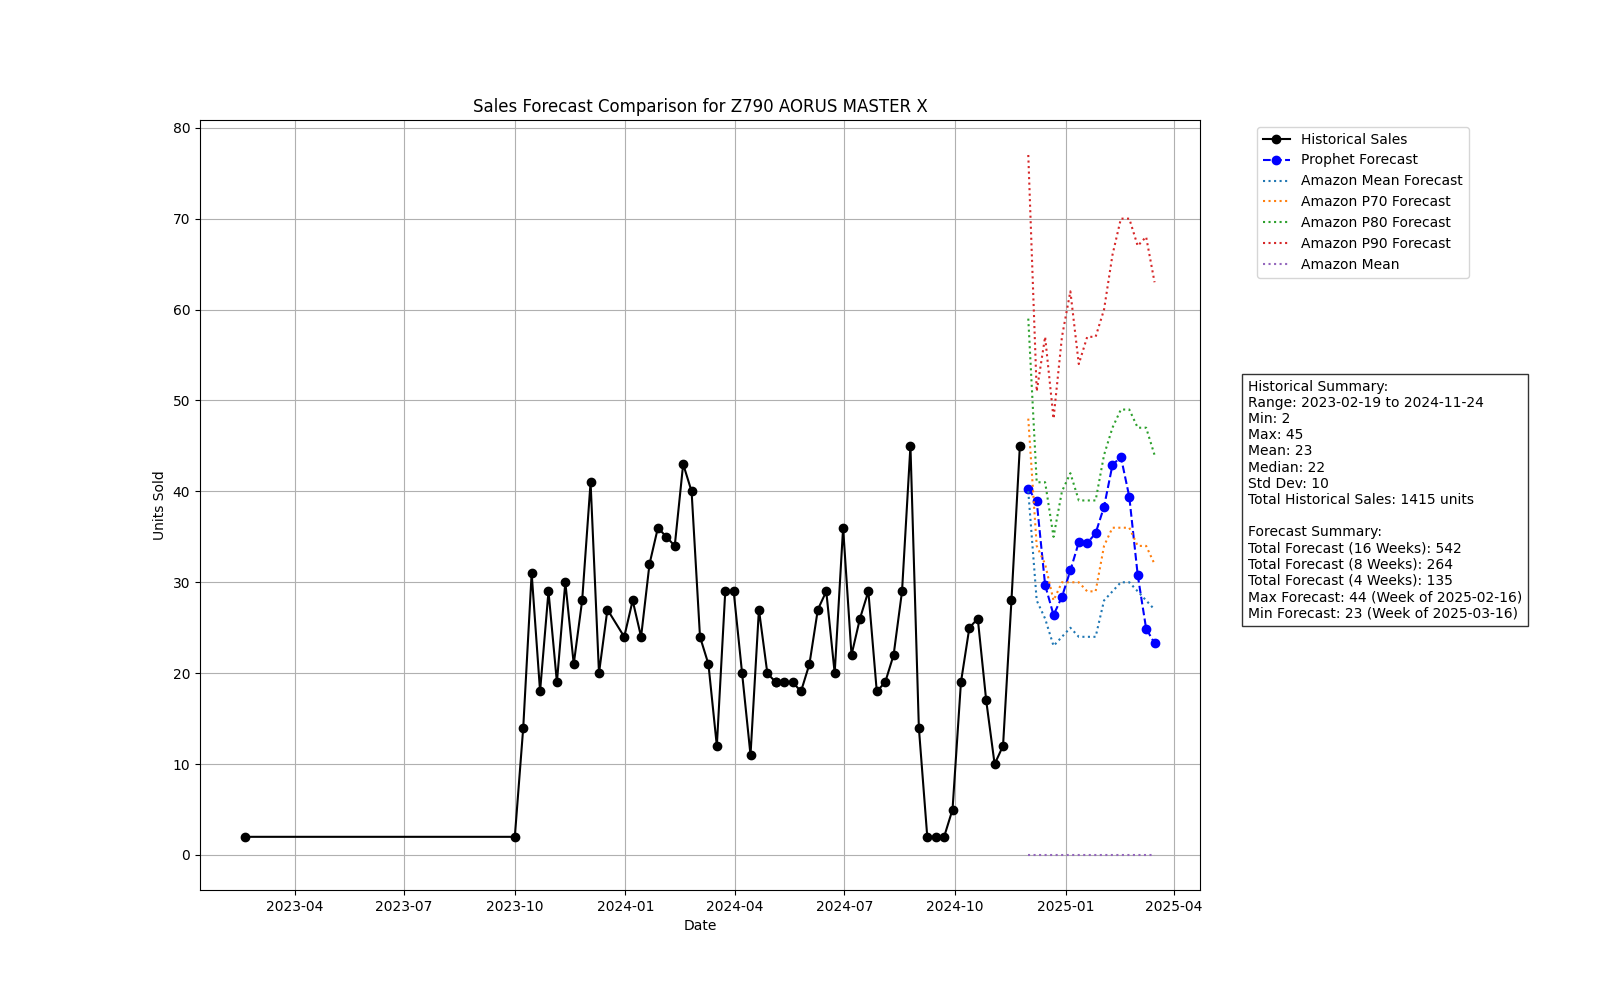 Sales Forecast Comparison for Z790 AORUS MASTER X
80
70
60
50
40
30
20
10
0
Units Sold
2023-04
2023-07
2023-10
2024-01
2024-04
2024-07
2024-10
2025-01
2025-04
Date
Historical Sales
Prophet Forecast
Amazon Mean Forecast
Amazon P70 Forecast
Amazon P80 Forecast
Amazon P90 Forecast
Amazon Mean
Historical Summary:
Range: 2023-02-19 to 2024-11-24
Min: 2
Max: 45
Mean: 23
Median: 22
Std Dev: 10
Total Historical Sales: 1415 units
Forecast Summary:
Total Forecast (16 Weeks): 542
Total Forecast (8 Weeks): 264
Total Forecast (4 Weeks): 135
Max Forecast: 44 (Week of 2025-02-16)
Min Forecast: 23 (Week of 2025-03-16)